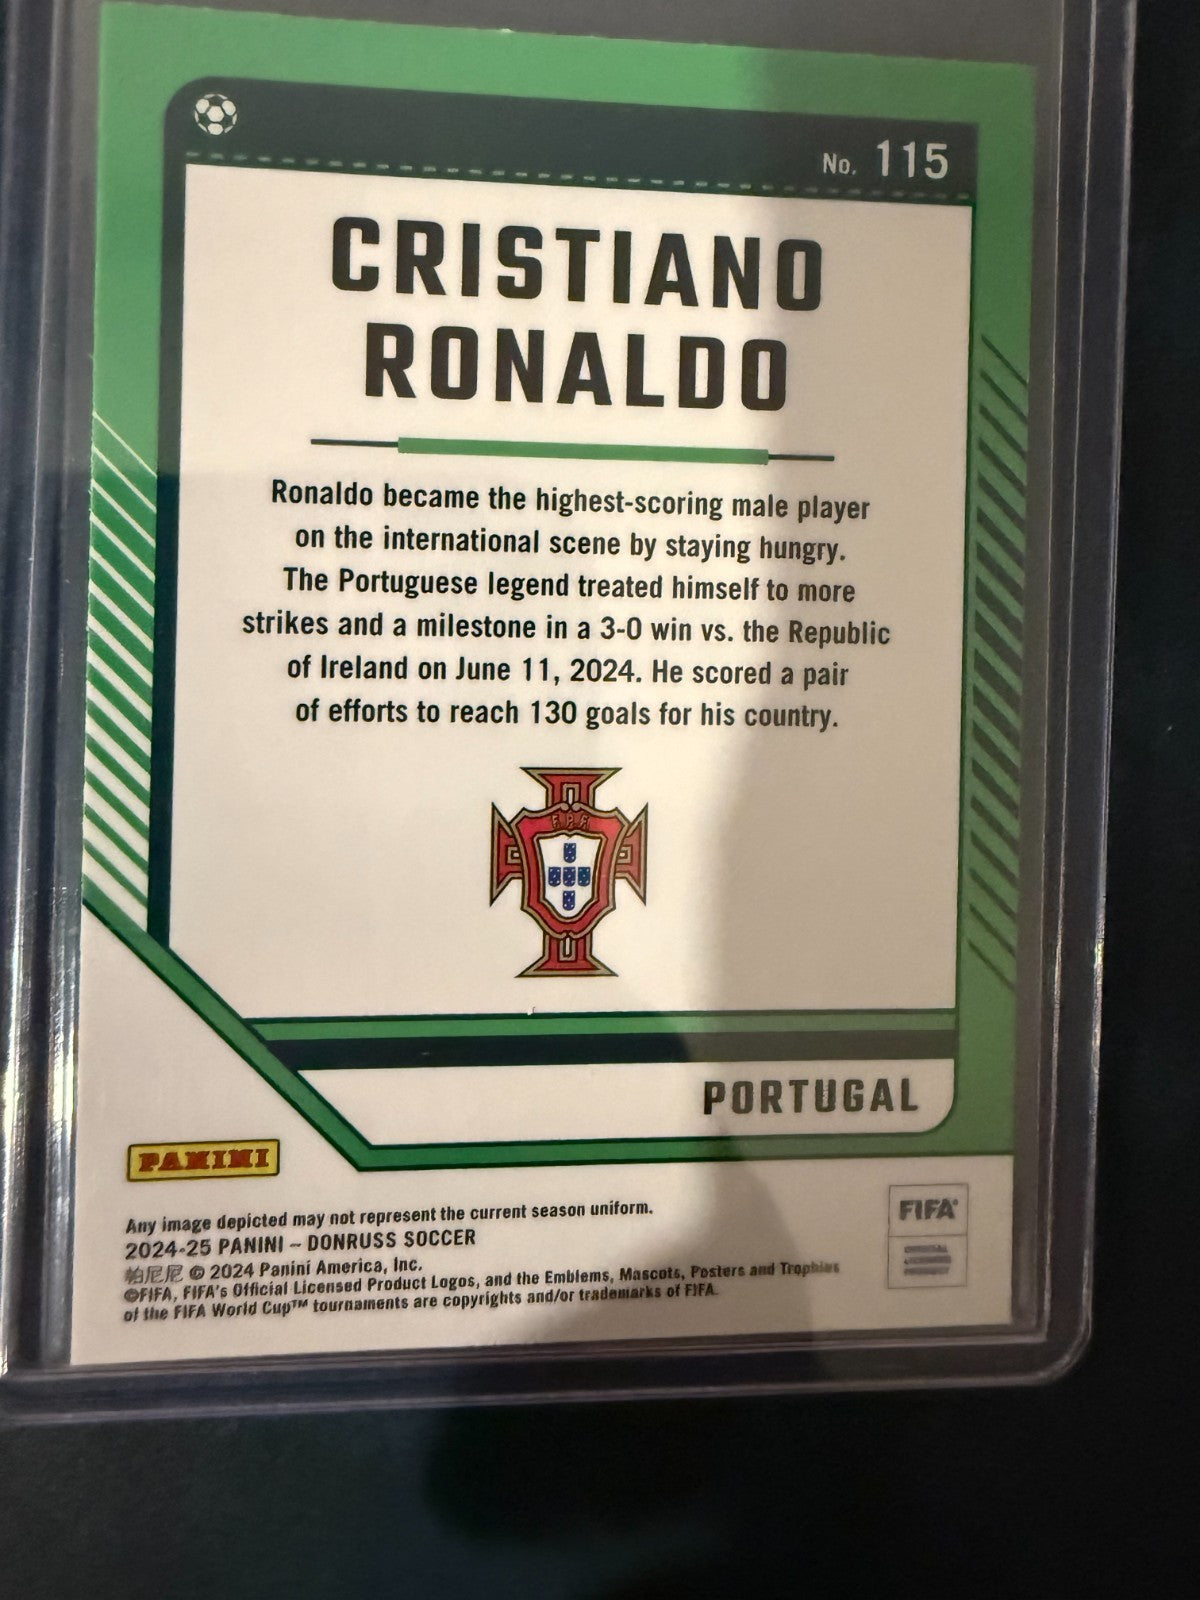 No. 115
CRISTIANO
RONALDO
Ronaldo became the highest-scoring male player
on the international scene by staying hungry.
The Portuguese legend treated himself to more
strikes and a milestone in a 3-0 win vs. the Republic
of Ireland on June 11, 2024. He scored a pair
of efforts to reach 130 goals for his country.
F P F
PORTUGAL
PANINI
Any image depicted may not represent the current season uniform.
2024-25 PANINI – DONRUSS SOCCER
帕尼尼 © 2024 Panini America, Inc.
©FIFA, FIFA's Official Licensed Product Logos, and the Emblems, Mascots, Posters and Trophies
of the FIFA World Cup™ tournaments are copyrights and/or trademarks of FIFA.
FIFA®
OFFICIAL
LICENSED
PRODUCT